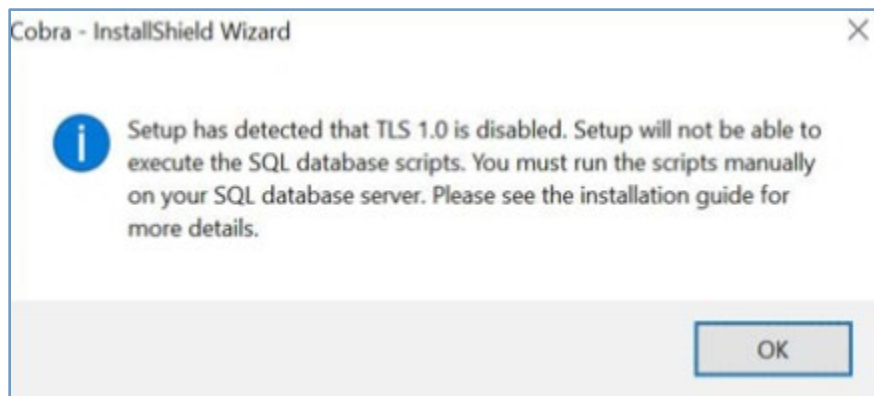 Cobra - InstallShield Wizard
Setup has detected that TLS 1.0 is disabled. Setup will not be able to
execute the SQL database scripts. You must run the scripts manually
on your SQL database server. Please see the installation guide for
more details.
OK